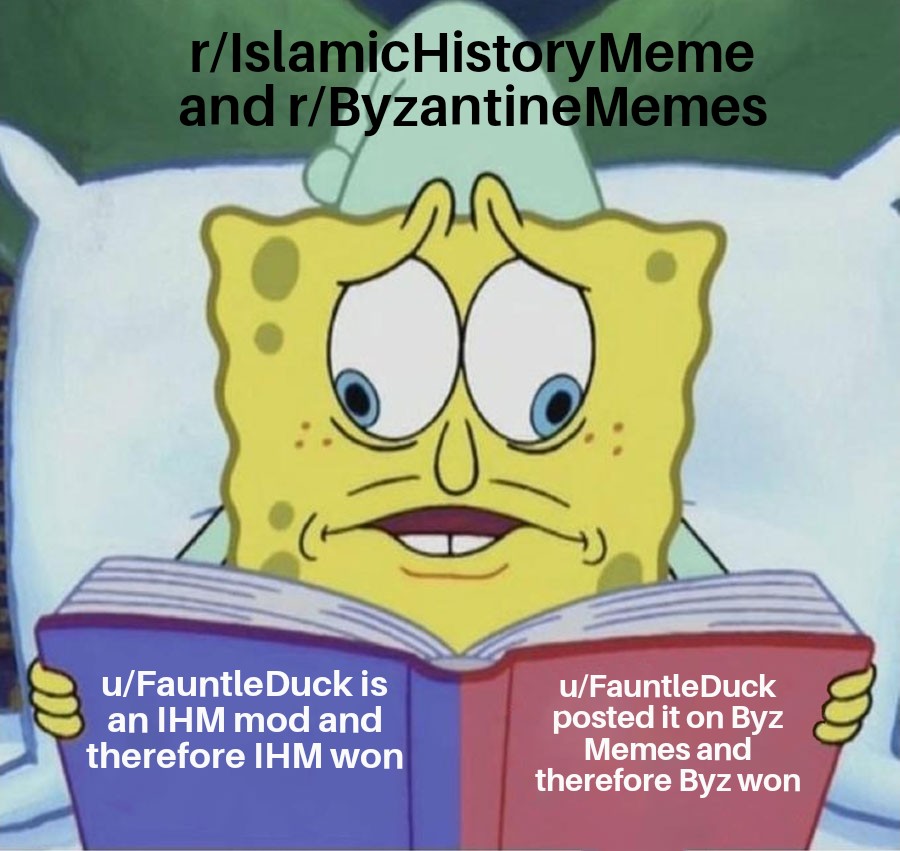 r/IslamicHistoryMeme
and r/ByzantineMemes
u/FauntleDuck is
an IHM mod and
therefore IHM won
u/FauntleDuck
posted it on Byz
Memes and
therefore Byz won